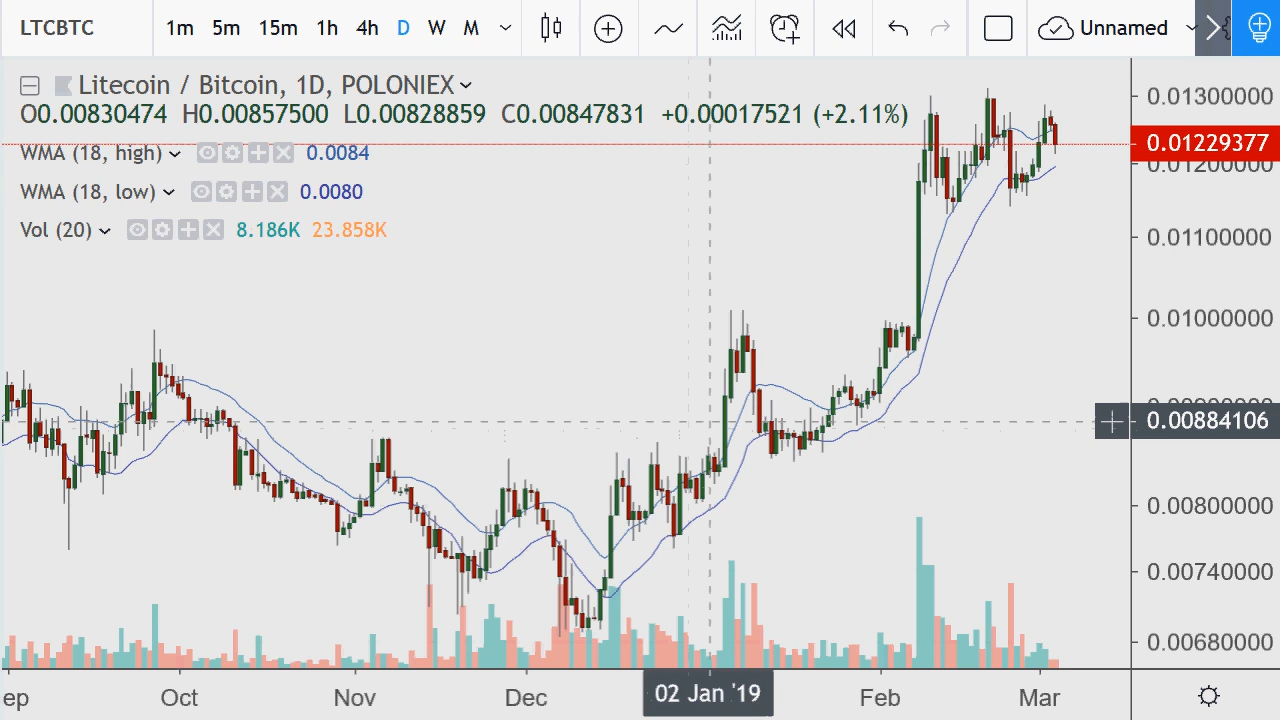 LTCBTC 1m 5m 15m 1h 4h D W M Unnamed
Litecoin / Bitcoin, 1D, POLONIEX
O0.00830474 H0.00857500 L0.00828859 C0.00847831 +0.00017521 (+2.11%)
WMA (18, high) 0.0084
WMA (18, low) 0.0080
Vol (20) 8.186K 23.858K
0.01300000
0.01229377
0.01200000
0.01100000
0.01000000
0.00884106
0.00800000
0.00740000
0.00680000
ep Oct Nov Dec 02 Jan '19 Feb Mar